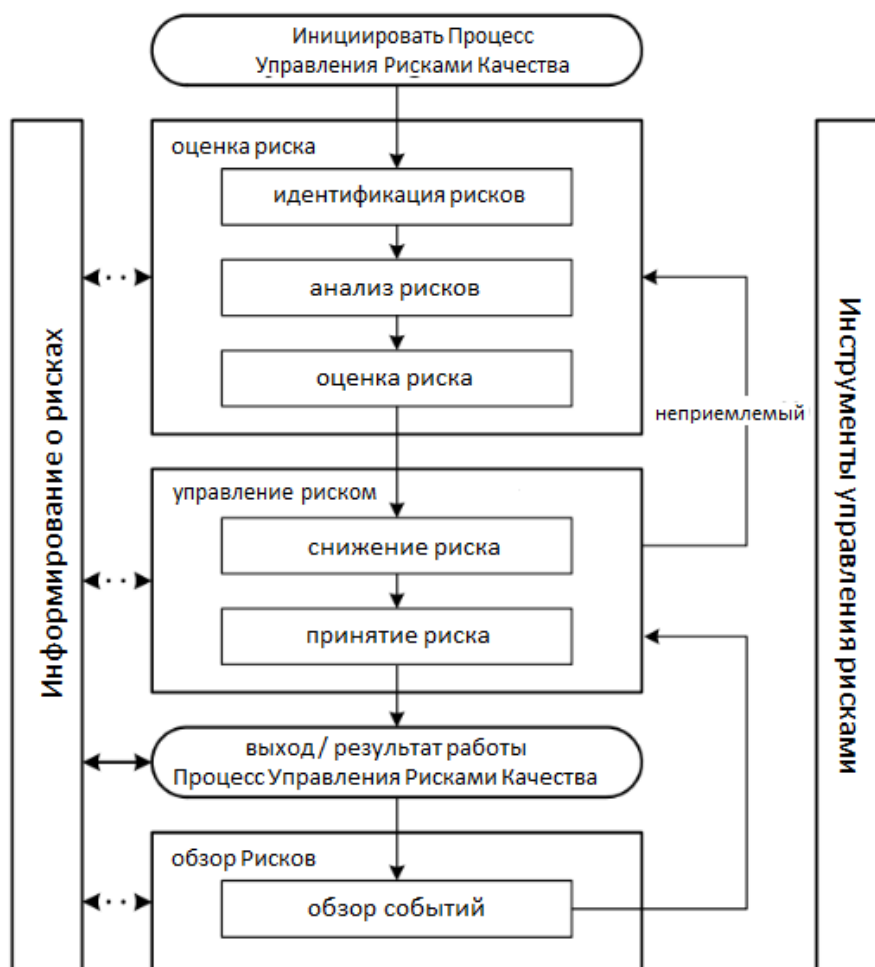 Инициировать Процесс
Управления Рисками Качества
оценка риска
идентификация рисков
анализ рисков
оценка риска
неприемлемый
управление риском
снижение риска
принятие риска
выход / результат работы
Процесс Управления Рисками Качества
обзор Рисков
обзор событий
Информирование о рисках
Инструменты управления рисками